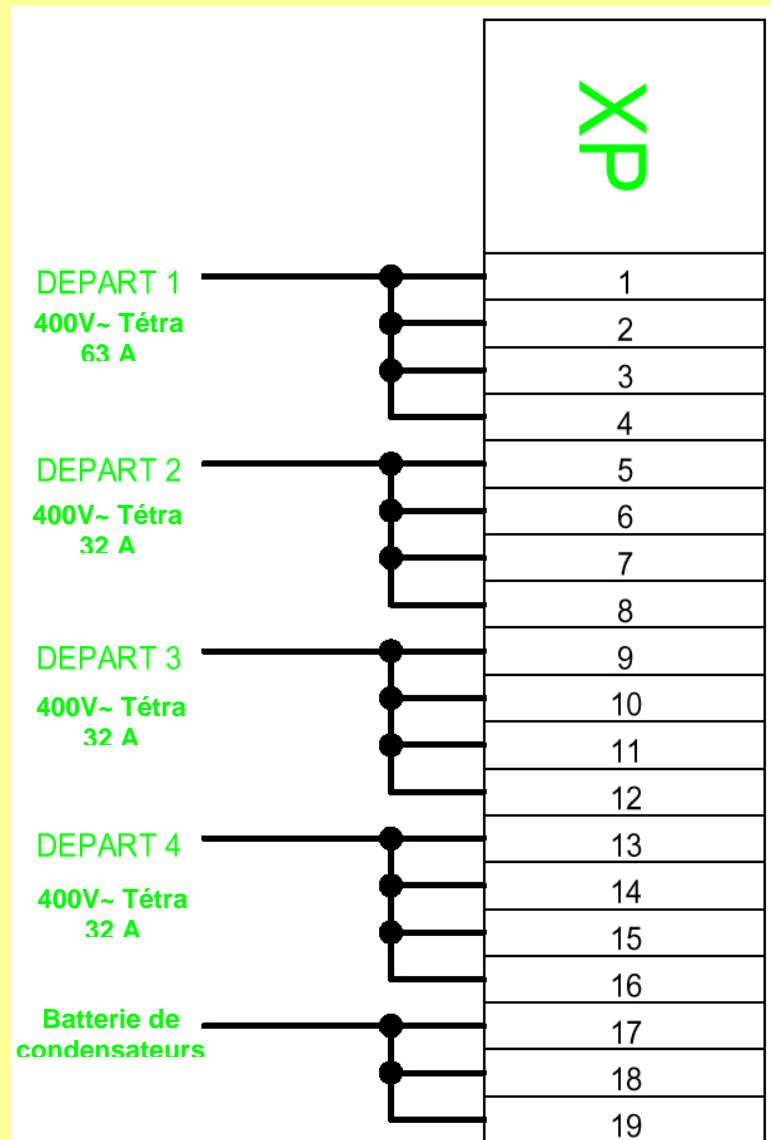 XP
DEPART 1
400V~ Tétra
63 A
1
2
3
4
DEPART 2
400V~ Tétra
32 A
5
6
7
8
DEPART 3
400V~ Tétra
32 A
9
10
11
12
DEPART 4
400V~ Tétra
32 A
13
14
15
16
Batterie de
condensateurs
17
18
19